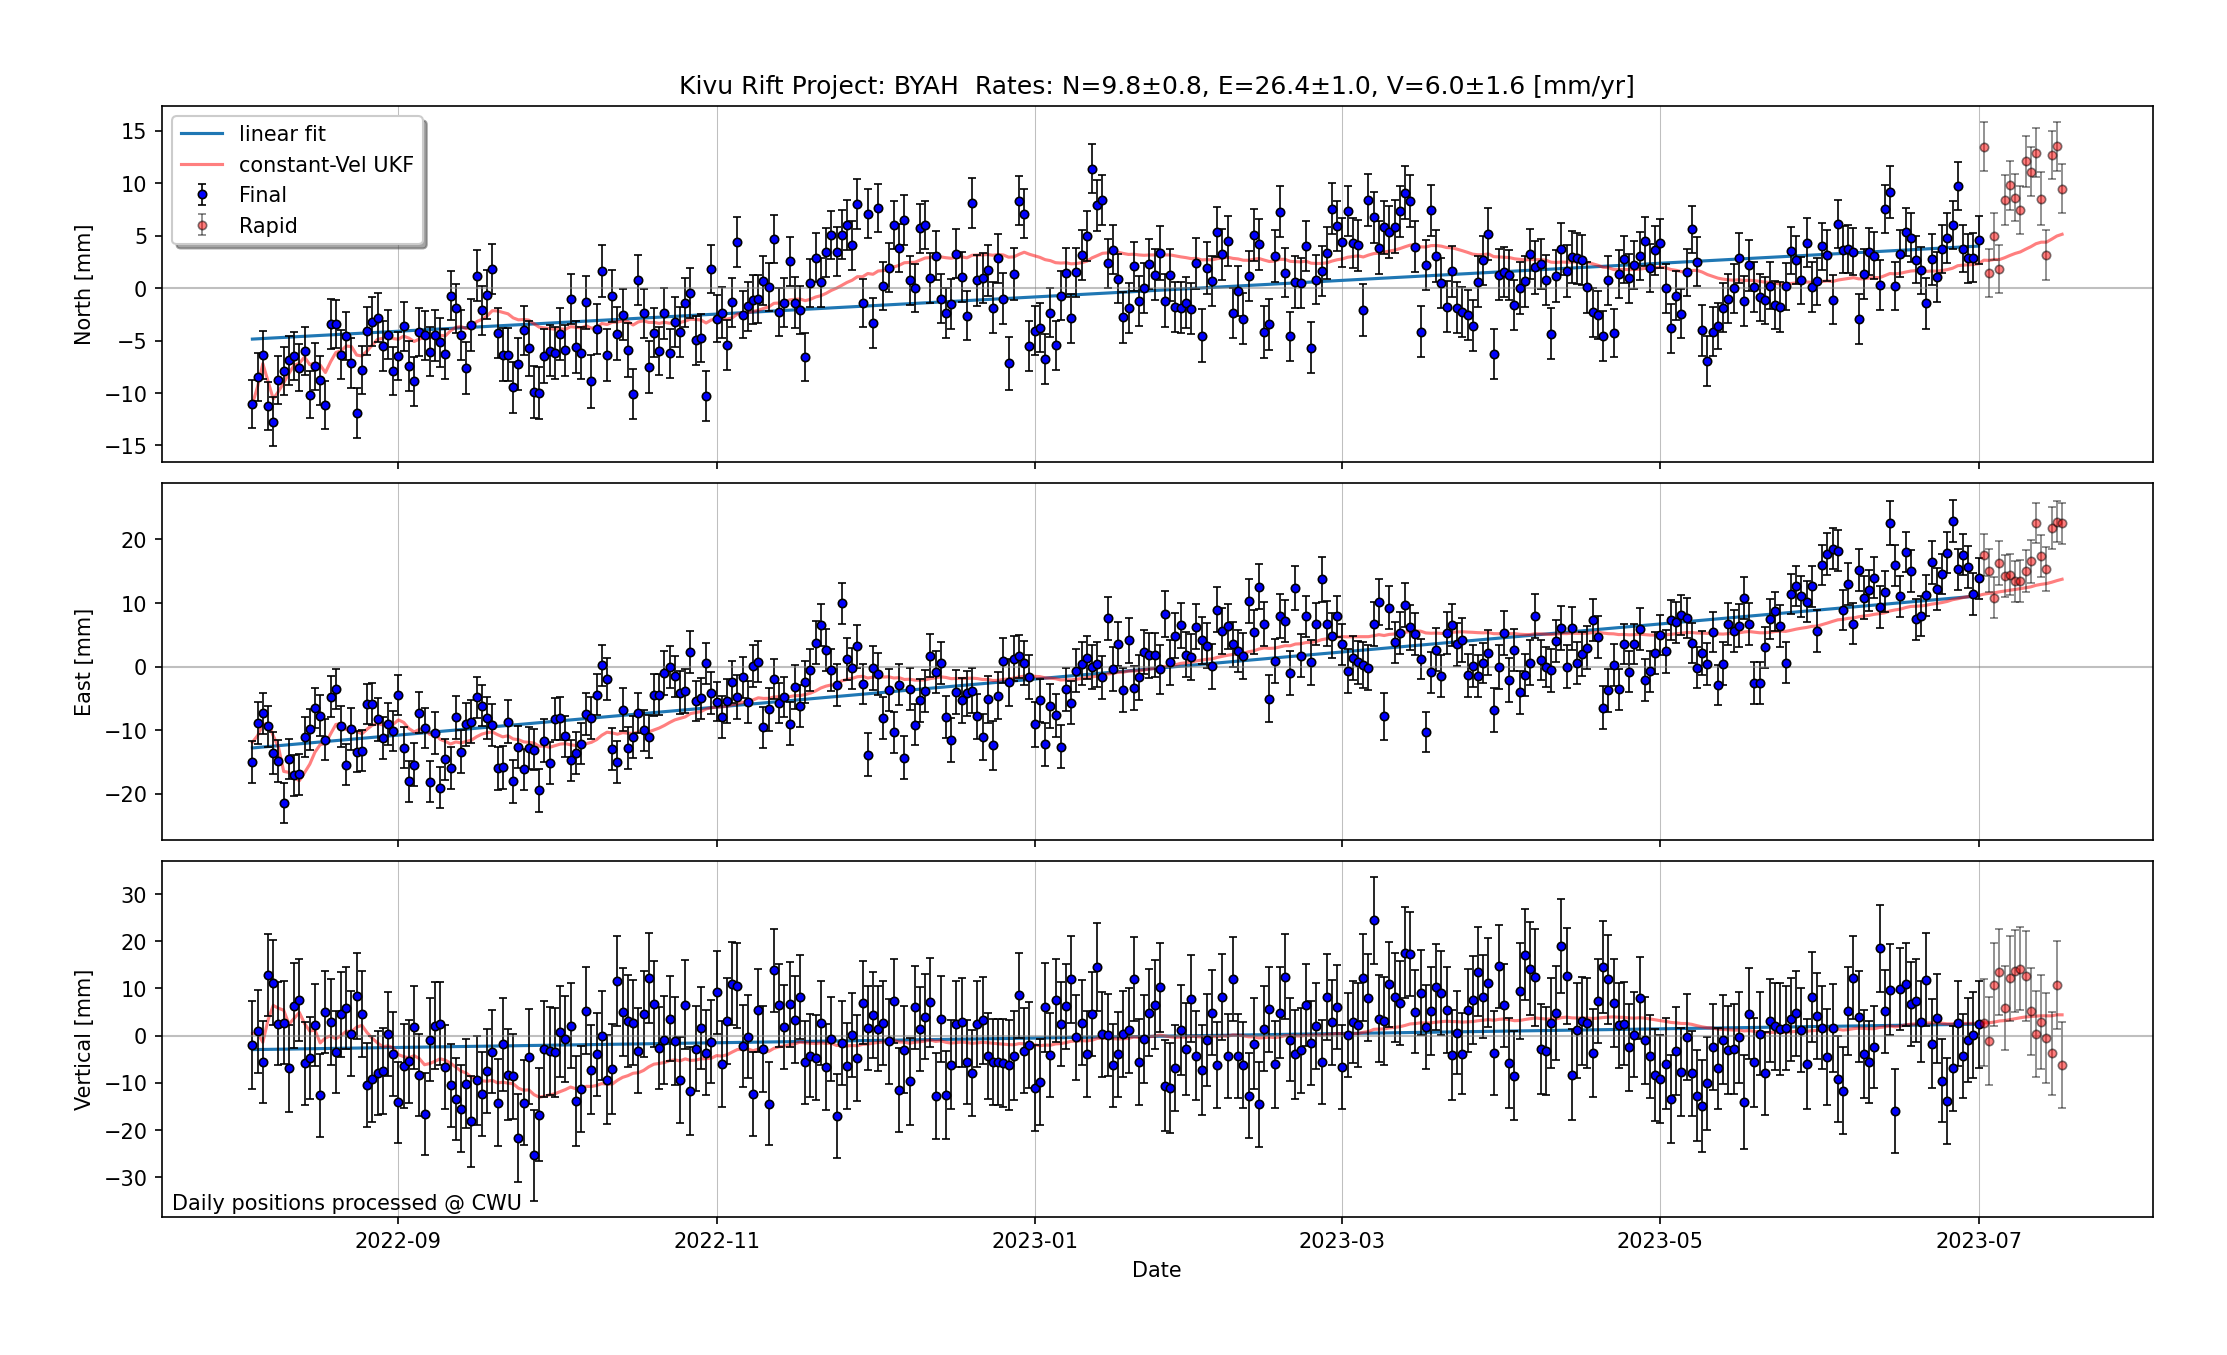 Kivu Rift Project: BYAH  Rates: N=9.8±0.8, E=26.4±1.0, V=6.0±1.6 [mm/yr]
linear fit
constant-Vel UKF
Final
Rapid
North [mm]
15
10
5
0
−5
−10
−15
East [mm]
20
10
0
−10
−20
Vertical [mm]
30
20
10
0
−10
−20
−30
Daily positions processed @ CWU
2022-09
2022-11
2023-01
2023-03
2023-05
2023-07
Date